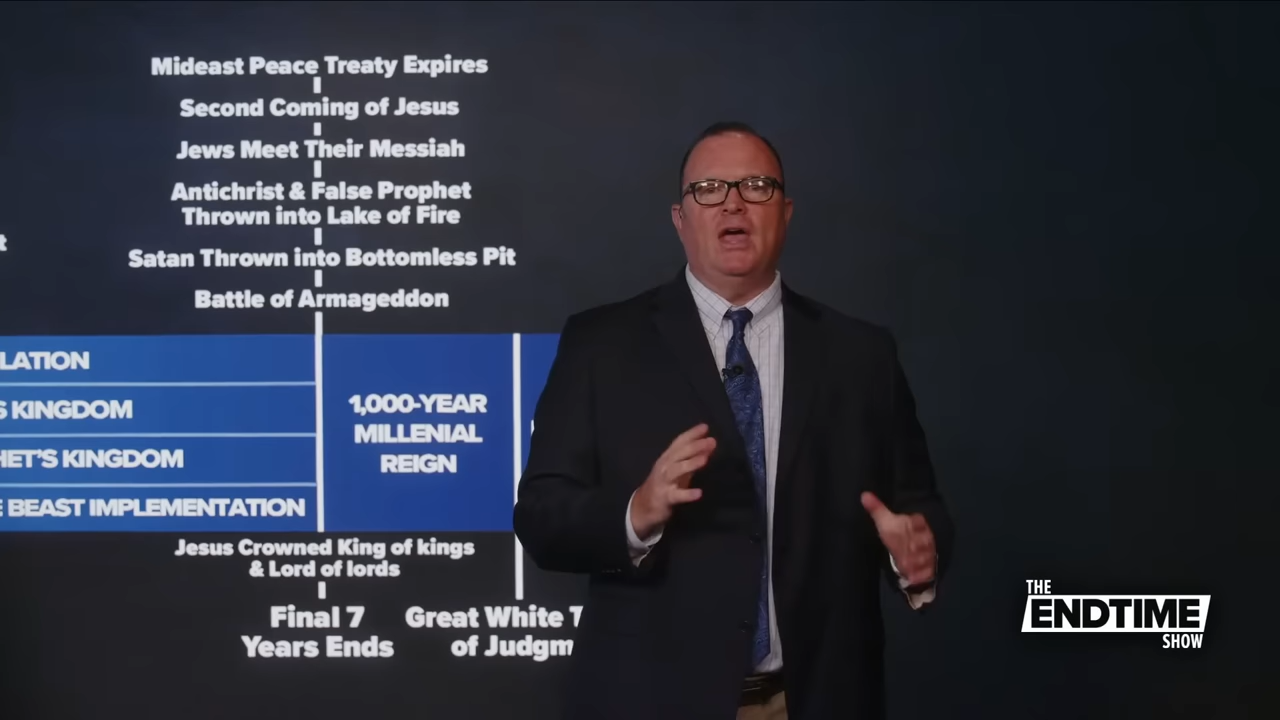 Mideast Peace Treaty Expires
Second Coming of Jesus
Jews Meet Their Messiah
Antichrist & False Prophet
Thrown into Lake of Fire
Satan Thrown into Bottomless Pit
Battle of Armageddon
LATION
S KINGDOM
HET'S KINGDOM
E BEAST IMPLEMENTATION
1,000-YEAR
MILLENIAL
REIGN
Jesus Crowned King of kings
& Lord of lords
Final 7
Years Ends
Great White T
of Judgm
THE
ENDTIME
SHOW